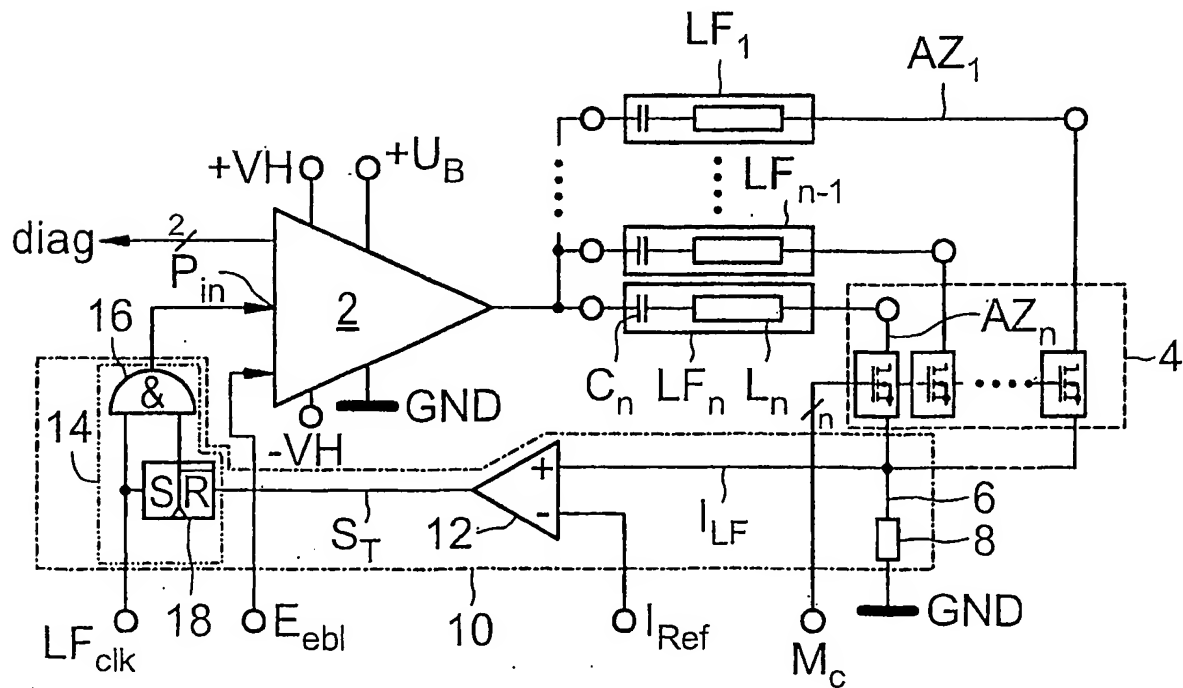 LF1
AZ1
+VH
+UB
LFn-1
diag
2
Pin
2
16
AZn
4
&
GND
Cn
LFn
Ln
n
14
-VH
S
R
+
-
6
ILF
8
ST
12
LFclk
18
Eebl
10
IRef
Mc
GND